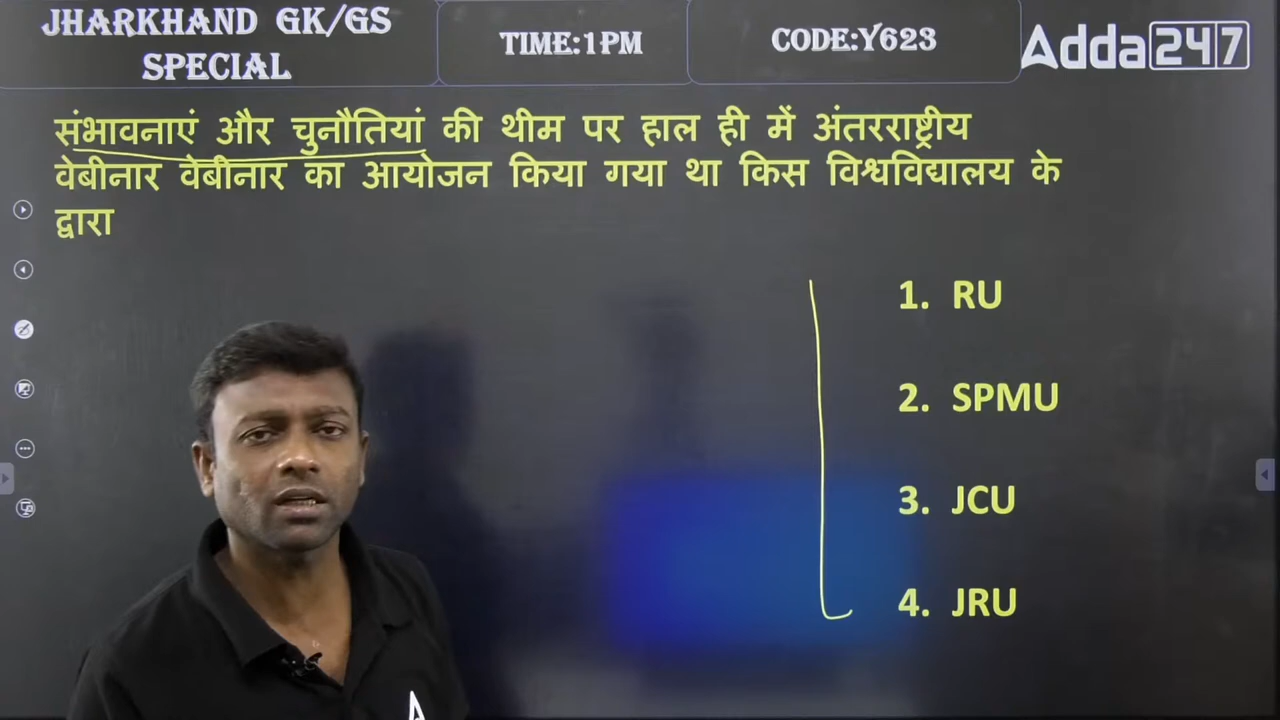 JHARKHAND GK/GS
SPECIAL
TIME:1PM
CODE:Y623
Adda247
संभावनाएं और चुनौतियां की थीम पर हाल ही में अंतरराष्ट्रीय
वेबीनार वेबीनार का आयोजन किया गया था किस विश्वविद्यालय के
द्वारा
1. RU
2. SPMU
3. JCU
4. JRU